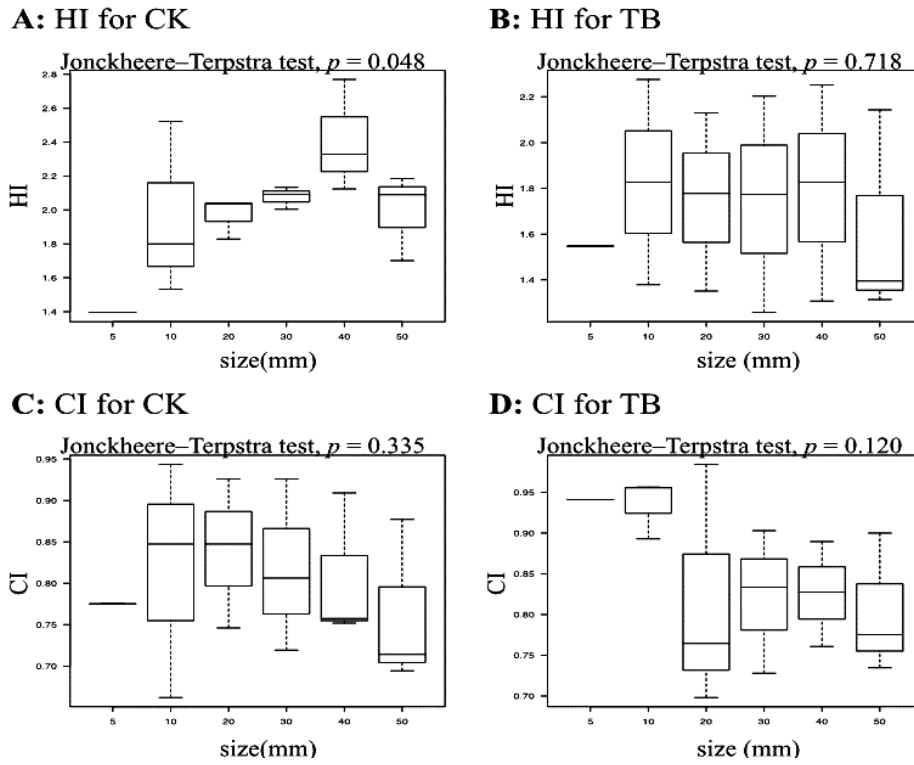 A: HI for CK
Jonckheere–Terpstra test, p = 0.048
HI
2.8
2.6
2.4
2.2
2.0
1.8
1.6
1.4
5 10 20 30 40 50
size(mm)
B: HI for TB
Jonckheere–Terpstra test, p = 0.718
HI
2.2
2.0
1.8
1.6
1.4
5 10 20 30 40 50
size (mm)
C: CI for CK
Jonckheere–Terpstra test, p = 0.335
CI
0.95
0.90
0.85
0.80
0.75
0.70
5 10 20 30 40 50
size(mm)
D: CI for TB
Jonckheere–Terpstra test, p = 0.120
CI
0.95
0.90
0.85
0.80
0.75
0.70
5 10 20 30 40 50
size (mm)